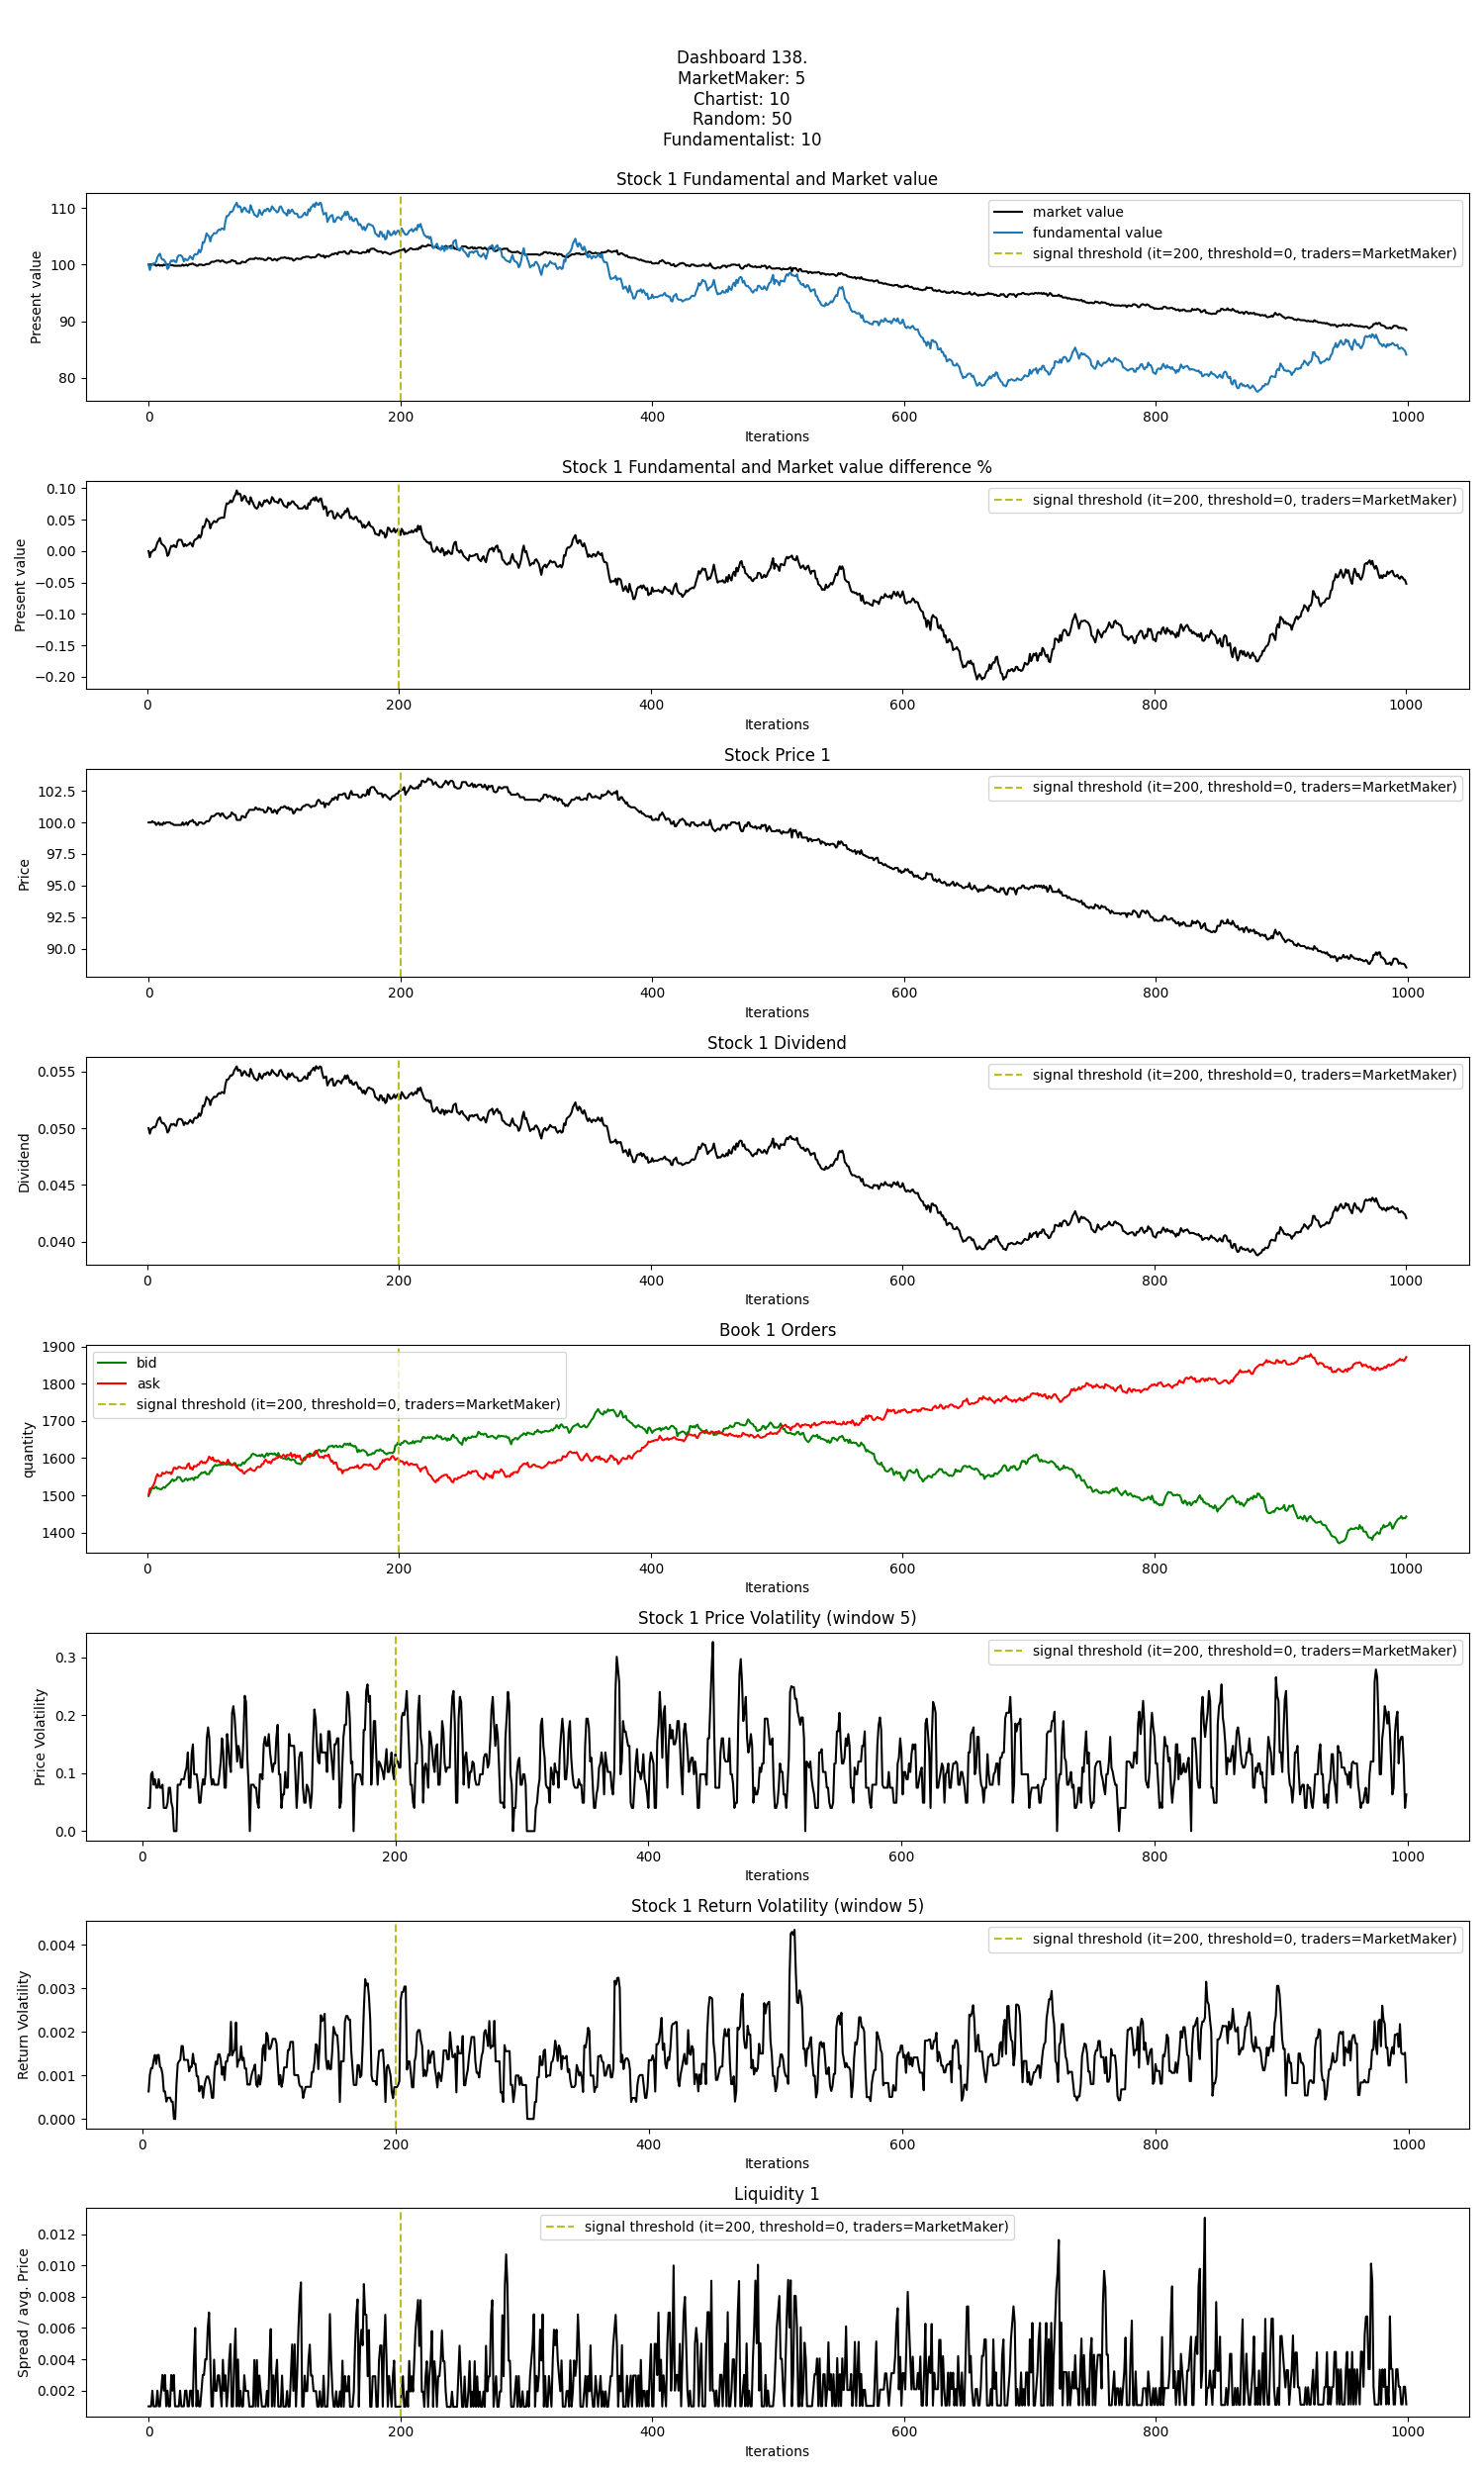 Dashboard 138.
MarketMaker: 5
Chartist: 10
Random: 50
Fundamentalist: 10
Stock 1 Fundamental and Market value
Present value
110
100
90
80
market value
fundamental value
signal threshold (it=200, threshold=0, traders=MarketMaker)
0 200 400 600 800 1000
Iterations
Stock 1 Fundamental and Market value difference %
Present value
0.10
0.05
0.00
−0.05
−0.10
−0.15
−0.20
signal threshold (it=200, threshold=0, traders=MarketMaker)
0 200 400 600 800 1000
Iterations
Stock Price 1
Price
102.5
100.0
97.5
95.0
92.5
90.0
signal threshold (it=200, threshold=0, traders=MarketMaker)
0 200 400 600 800 1000
Iterations
Stock 1 Dividend
Dividend
0.055
0.050
0.045
0.040
signal threshold (it=200, threshold=0, traders=MarketMaker)
0 200 400 600 800 1000
Iterations
Book 1 Orders
quantity
1900
1800
1700
1600
1500
1400
bid
ask
signal threshold (it=200, threshold=0, traders=MarketMaker)
0 200 400 600 800 1000
Iterations
Stock 1 Price Volatility (window 5)
Price Volatility
0.3
0.2
0.1
0.0
signal threshold (it=200, threshold=0, traders=MarketMaker)
0 200 400 600 800 1000
Iterations
Stock 1 Return Volatility (window 5)
Return Volatility
0.004
0.003
0.002
0.001
0.000
signal threshold (it=200, threshold=0, traders=MarketMaker)
0 200 400 600 800 1000
Iterations
Liquidity 1
Spread / avg. Price
0.012
0.010
0.008
0.006
0.004
0.002
signal threshold (it=200, threshold=0, traders=MarketMaker)
0 200 400 600 800 1000
Iterations